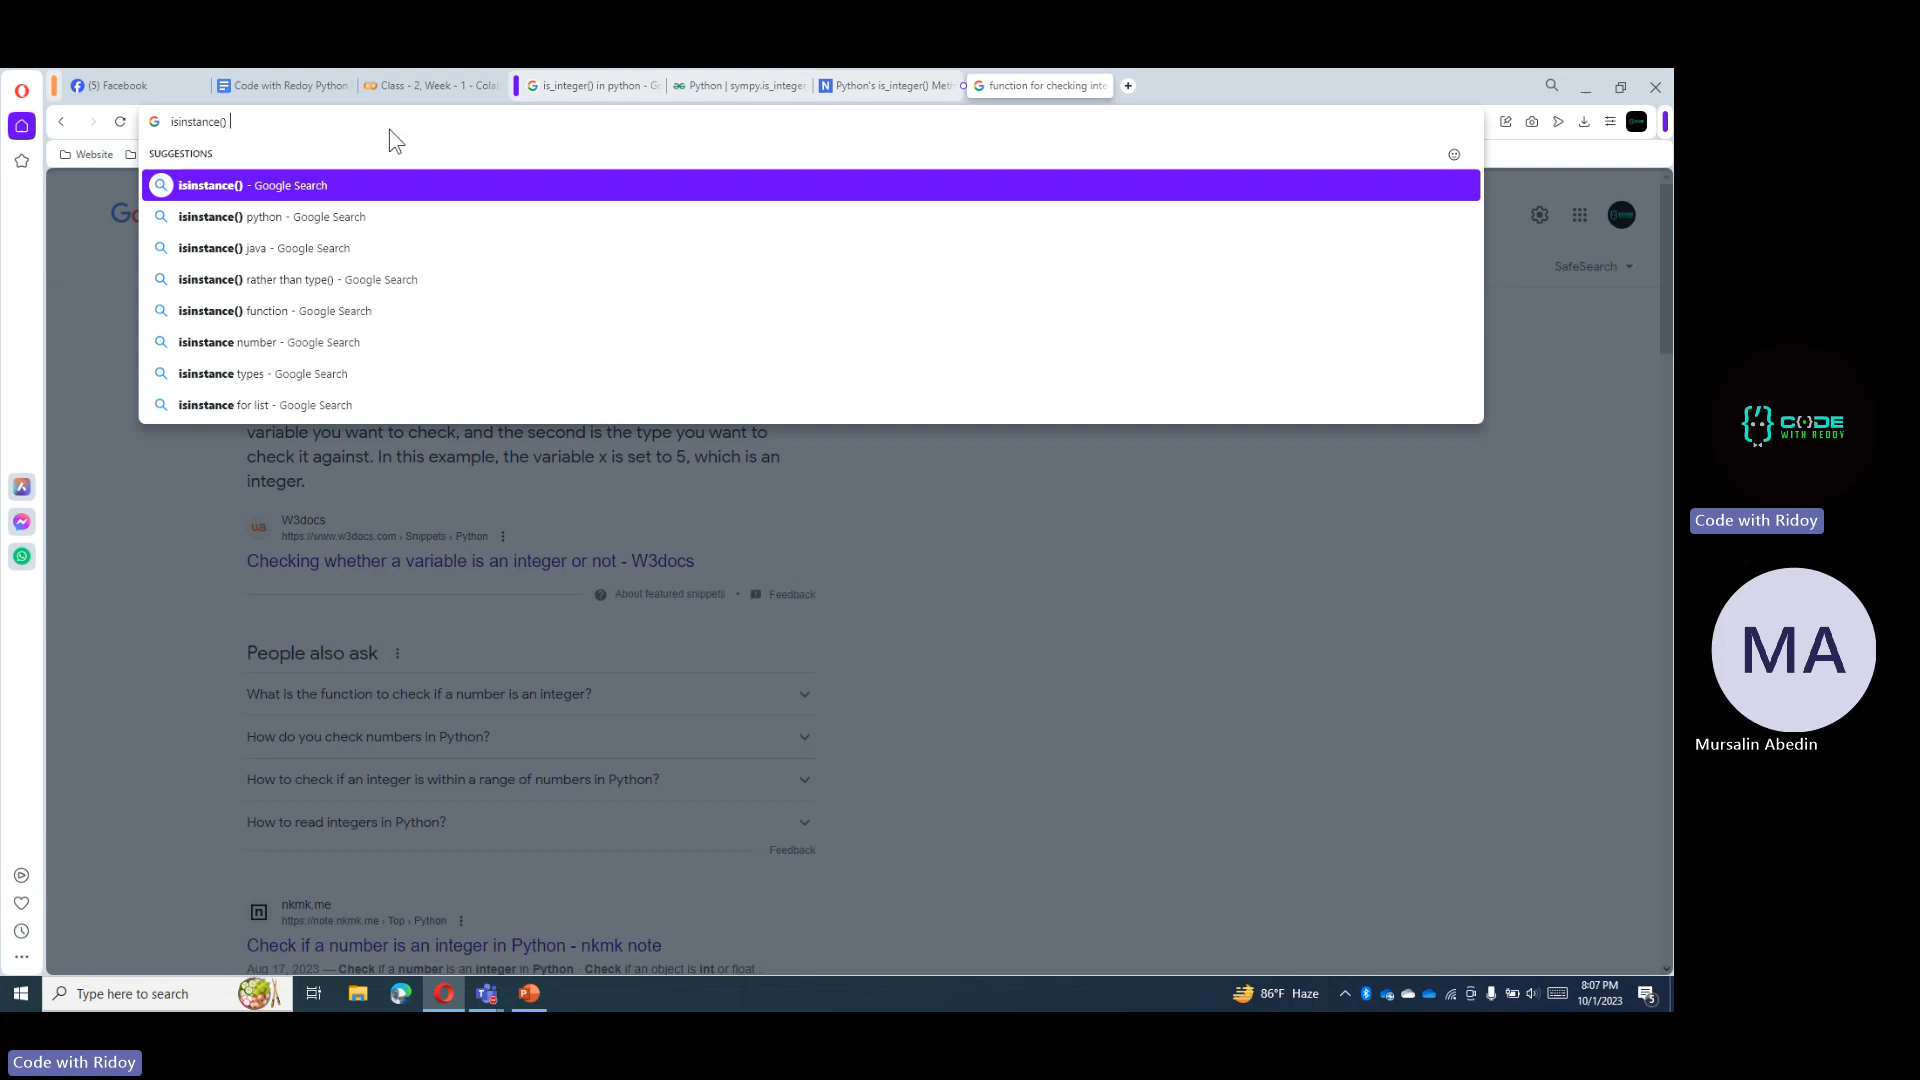 (5) Facebook
Code with Redoy Python
Class - 2, Week - 1 - Cola
is_integer() in python - Go
Python | sympy.is_integer
Python's is_integer() Meth
function for checking inte
isinstance()
Website
SUGGESTIONS
isinstance() - Google Search
isinstance() python - Google Search
isinstance() java - Google Search
isinstance() rather than type() - Google Search
isinstance() function - Google Search
isinstance number - Google Search
isinstance types - Google Search
isinstance for list - Google Search
SafeSearch
variable you want to check, and the second is the type you want to
check it against. In this example, the variable x is set to 5, which is an
integer.
W3docs
https://www.w3docs.com › Snippets › Python
Checking whether a variable is an integer or not - W3docs
About featured snippets • Feedback
People also ask
What is the function to check if a number is an integer?
How do you check numbers in Python?
How to check if an integer is within a range of numbers in Python?
How to read integers in Python?
Feedback
nkmk.me
https://note.nkmk.me › Top › Python
Check if a number is an integer in Python - nkmk note
Aug 17, 2023 — Check if a number is an integer in Python · Check if an object is int or float :
Type here to search
86°F Haze
8:07 PM
10/1/2023
5
CODE
WITH REDOY
Code with Ridoy
MA
Mursalin Abedin
Code with Ridoy